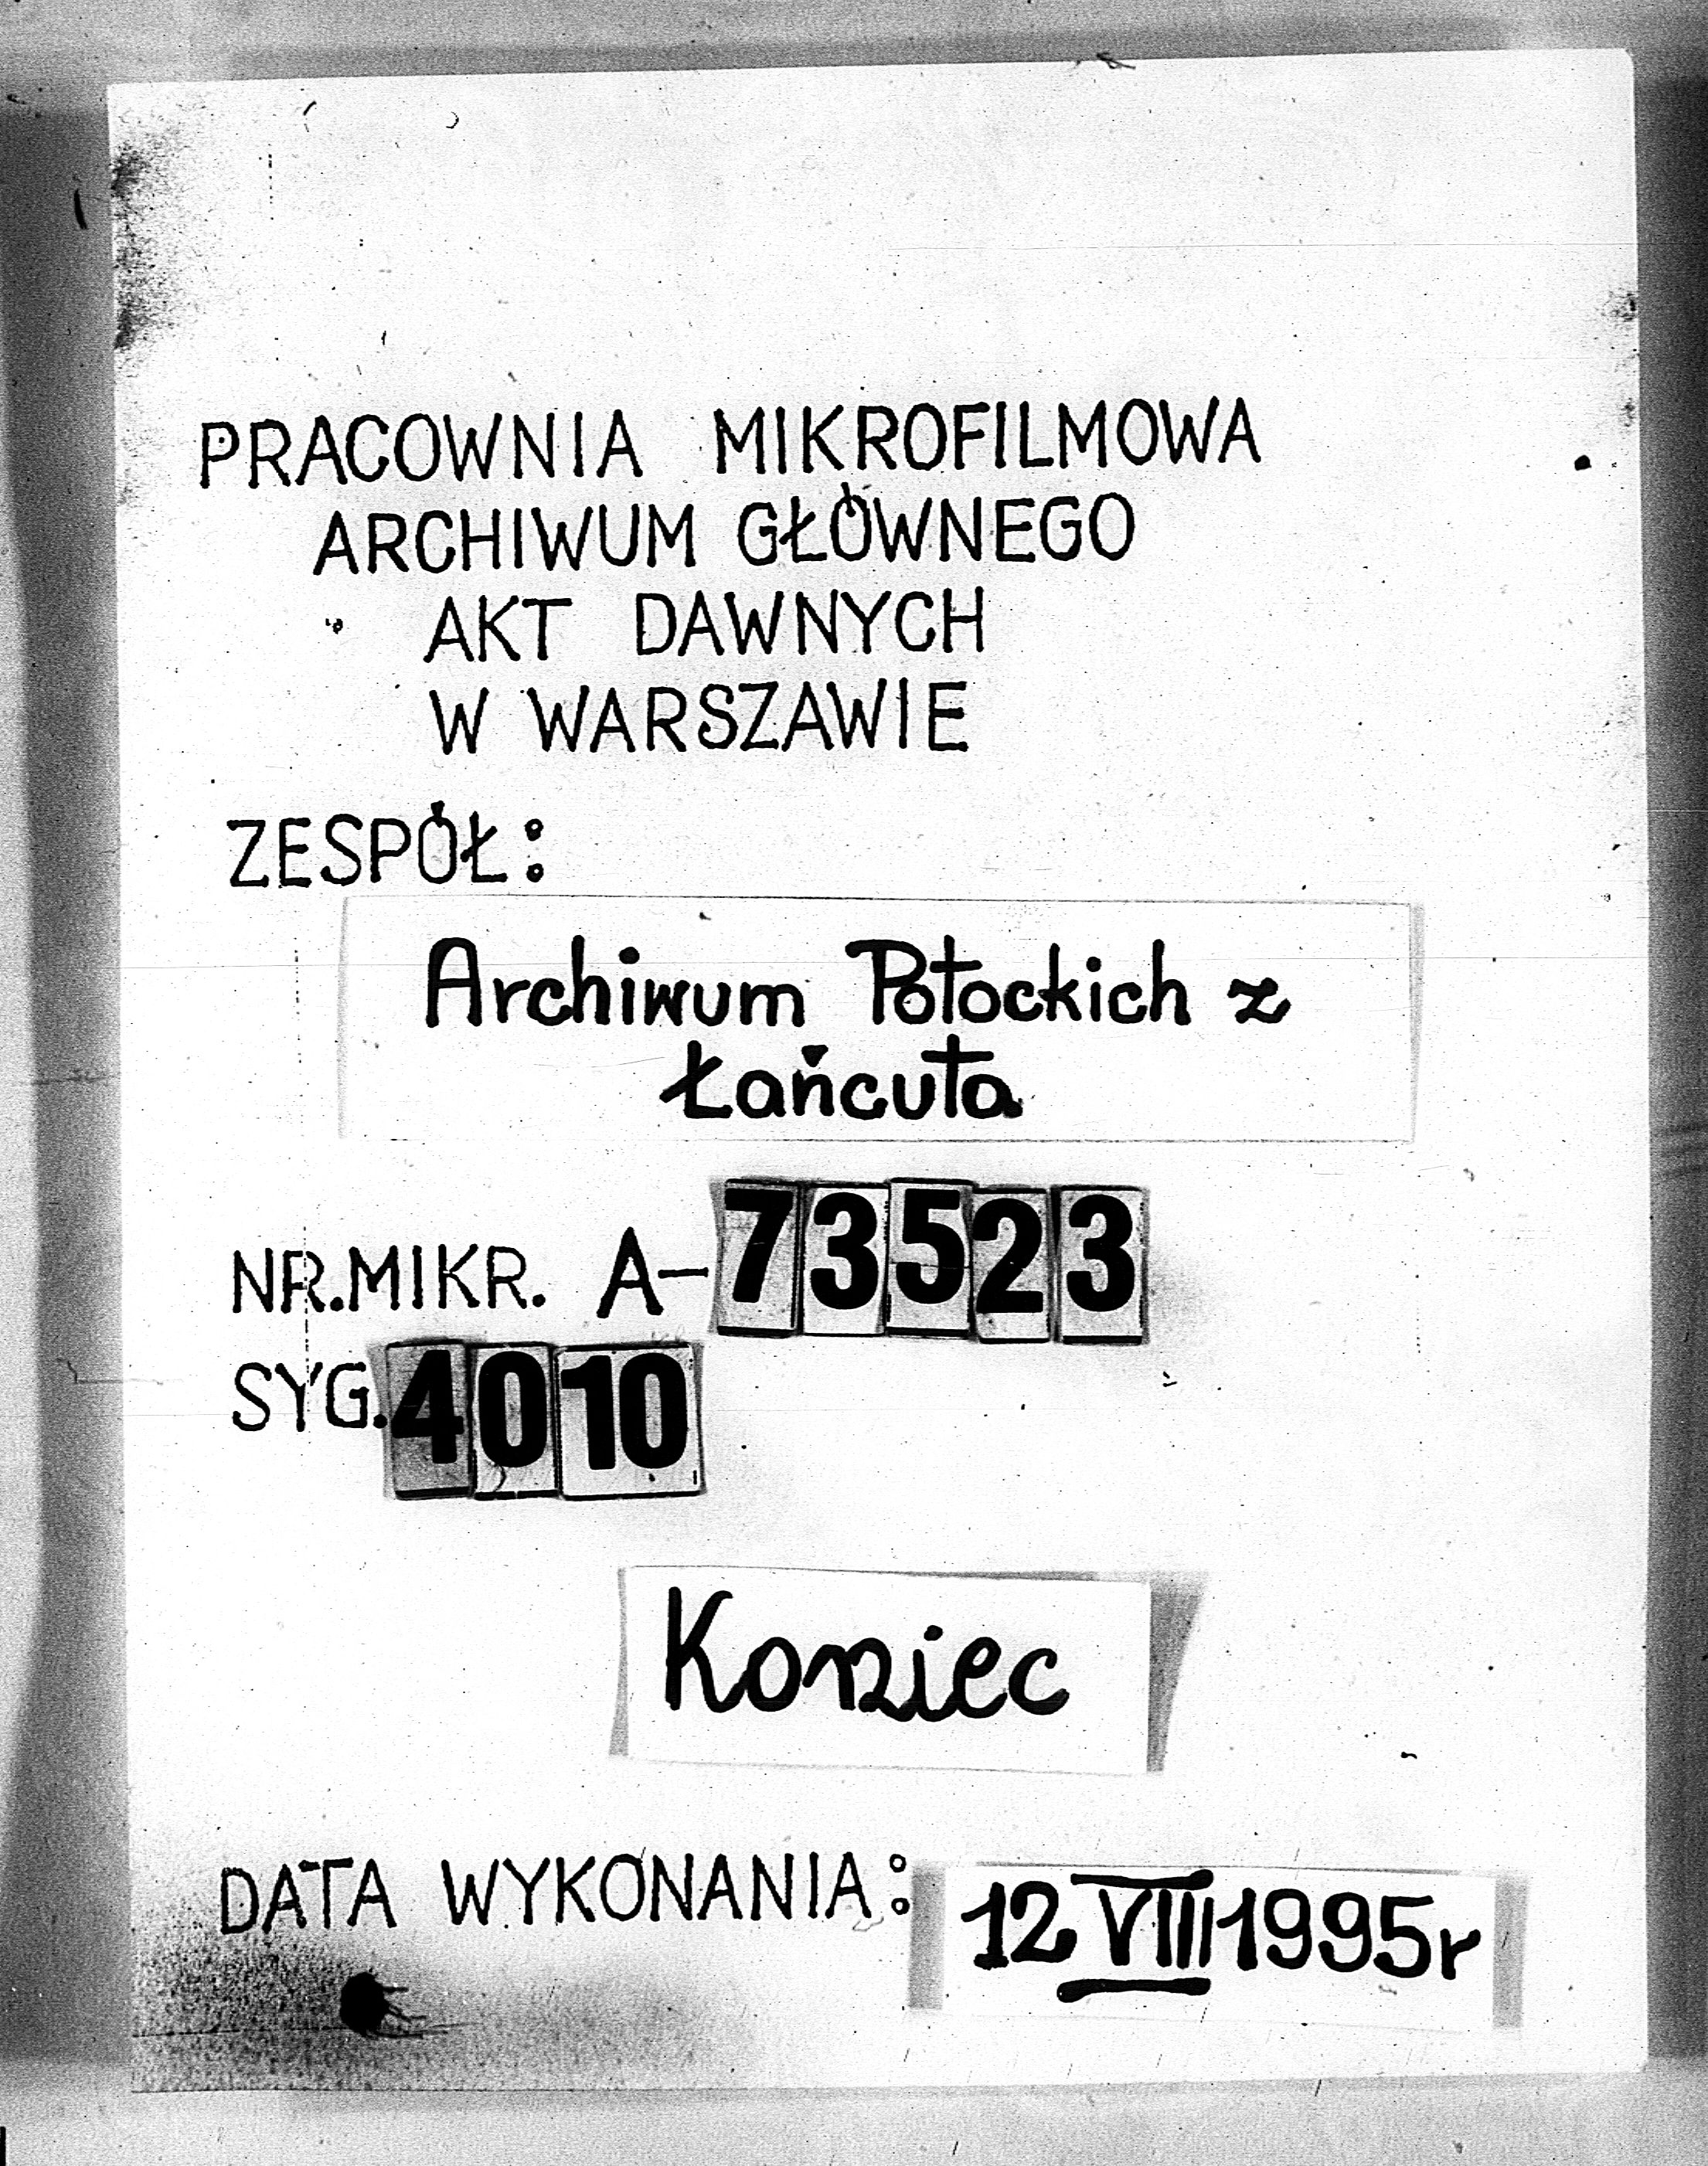 PRACOWNIA MIKROFILMOWA
ARCHIWUM GŁÓWNEGO
AKT DAWNYCH
W WARSZAWIE
ZESPÓŁ:
Archiwum Potockich z
Łańcuta
NR.MIKR. A-73523
SYG.4010
Koniec
DATA WYKONANIA: 12 VIII 1995r